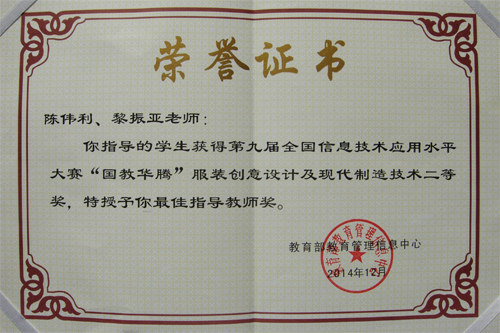 荣誉证书
陈伟利、黎振亚老师：
你指导的学生获得第九届全国信息技术应用水平
大赛“国教华腾”服装创意设计及现代制造技术二等
奖，特授予你最佳指导教师奖。
教育部教育管理信息中心
2014年12月